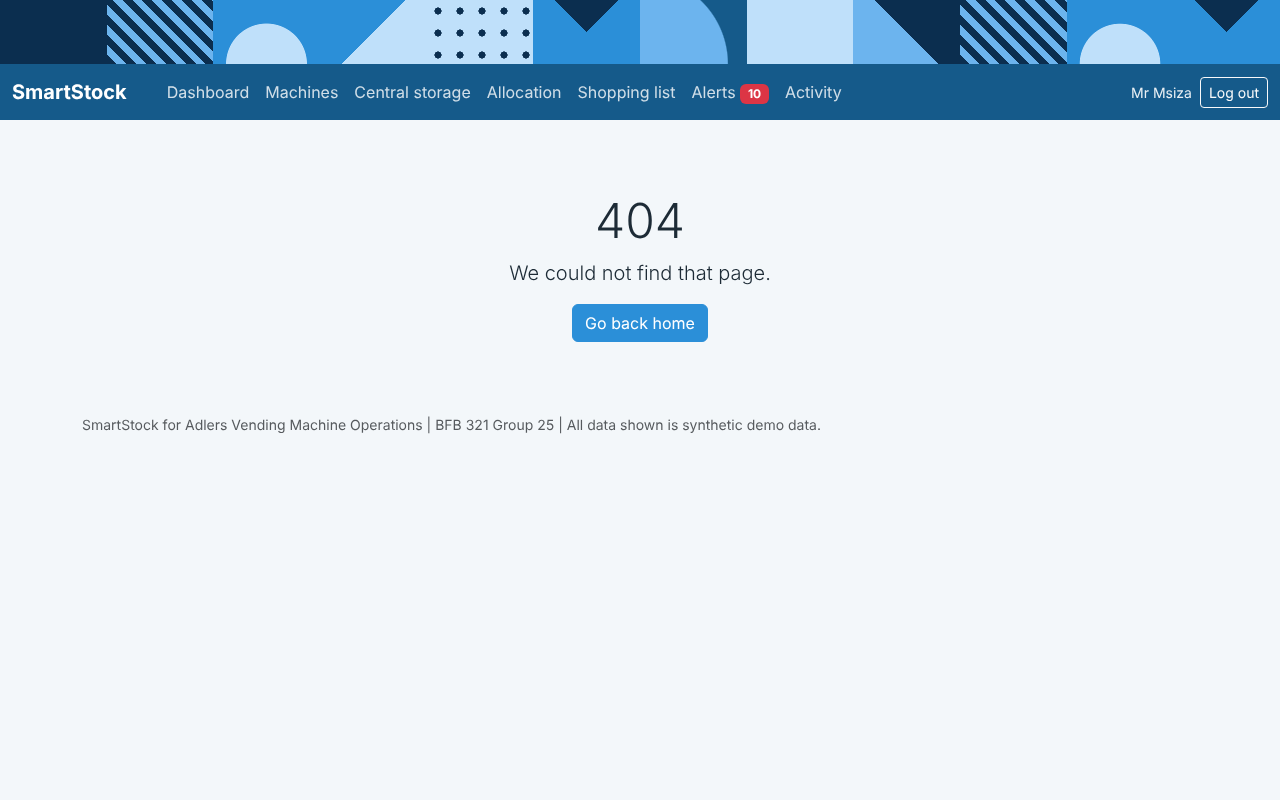 SmartStock Dashboard Machines Central storage Allocation Shopping list Alerts 10 Activity Mr Msiza Log out
404
We could not find that page.
Go back home
SmartStock for Adlers Vending Machine Operations | BFB 321 Group 25 | All data shown is synthetic demo data.